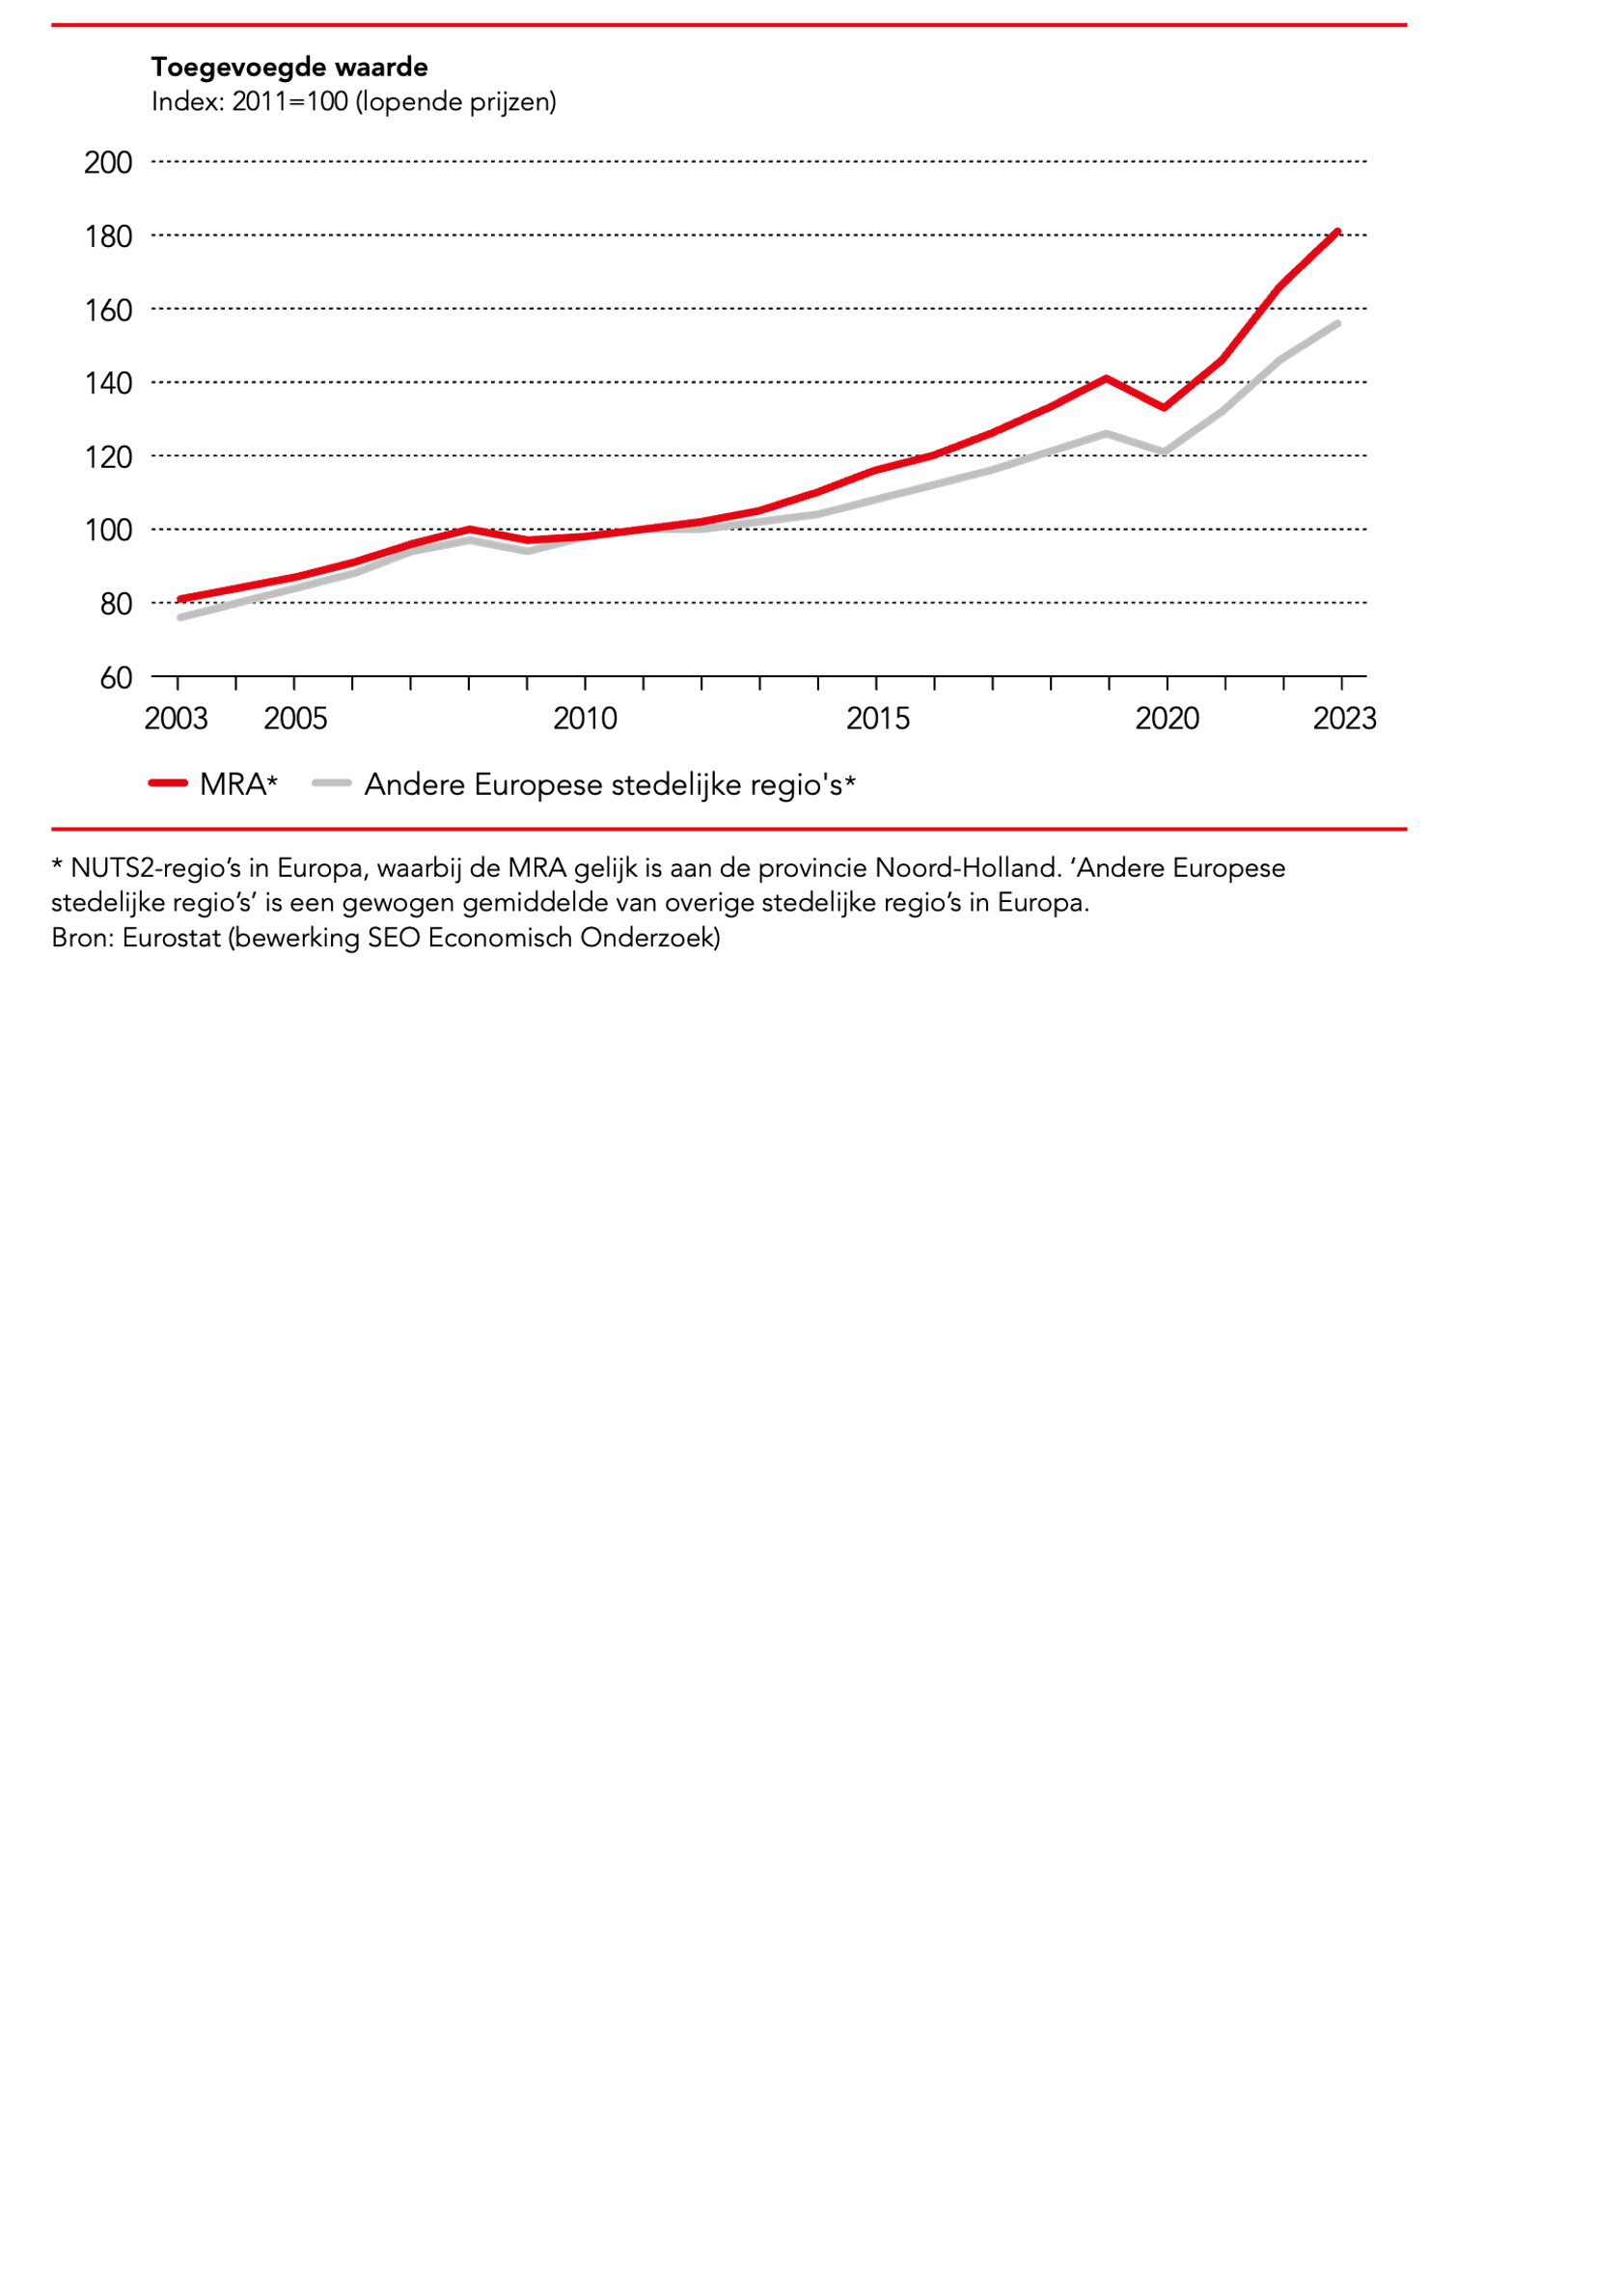 Toegevoegde waarde
Index: 2011=100 (lopende prijzen)
200
180
160
140
120
100
80
60
2003 2005 2010 2015 2020 2023
MRA* Andere Europese stedelijke regio's*
* NUTS2-regio’s in Europa, waarbij de MRA gelijk is aan de provincie Noord-Holland. ‘Andere Europese
stedelijke regio’s’ is een gewogen gemiddelde van overige stedelijke regio’s in Europa.
Bron: Eurostat (bewerking SEO Economisch Onderzoek)